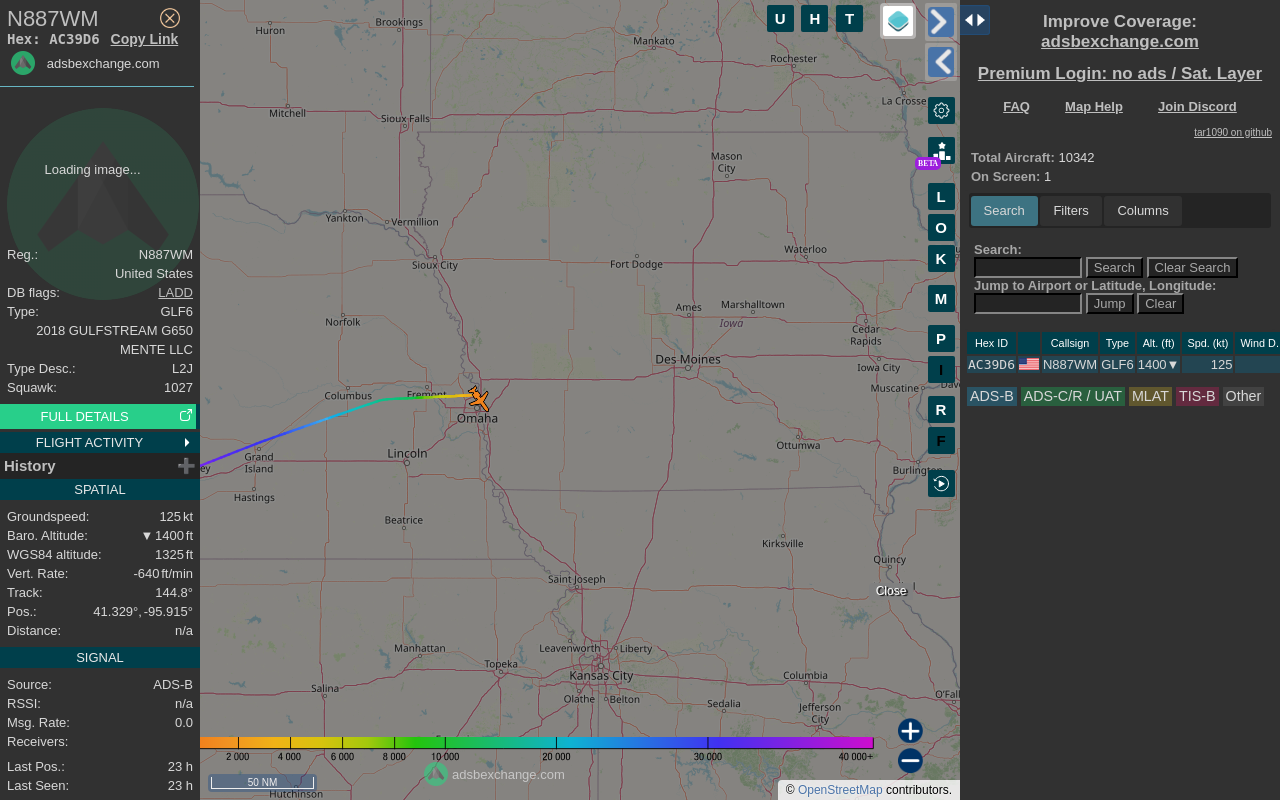 N887WM
Hex: AC39D6 Copy Link
adsbexchange.com
Loading image...
Reg.: N887WM
United States
DB flags: LADD
Type: GLF6
2018 GULFSTREAM G650
MENTE LLC
Type Desc.: L2J
Squawk: 1027
FULL DETAILS
FLIGHT ACTIVITY
History
SPATIAL
Groundspeed: 125 kt
Baro. Altitude: ▼ 1400 ft
WGS84 altitude: 1325 ft
Vert. Rate: -640 ft/min
Track: 144.8°
Pos.: 41.329°, -95.915°
Distance: n/a
SIGNAL
Source: ADS-B
RSSI: n/a
Msg. Rate: 0.0
Receivers:
Last Pos.: 23 h
Last Seen: 23 h
U H T
Huron
Brookings
Mankato
Rochester
La Crosse
Mitchell
Sioux Falls
Mason
City
BETA
Yankton
Vermillion
Sioux City
Fort Dodge
Waterloo
L
O
K
M
P
I
R
F
Norfolk
Ames
Marshalltown
Iowa
Cedar
Rapids
Des Moines
Iowa City
Columbus
Fremont
Muscatine
Dave
Omaha
Lincoln
Grand
Island
ey
Ottumwa
Burlington
Hastings
Beatrice
Kirksville
Quincy
Saint Joseph
Close
Manhattan
Leavenworth
Liberty
Topeka
Kansas City
Columbia
Salina
Olathe
Belton
Sedalia
Jefferson
City
O'Fall
2 000 4 000 6 000 8 000 10 000 20 000 30 000 40 000+
adsbexchange.com
50 NM
Hutchinson
© OpenStreetMap contributors.
Improve Coverage:
adsbexchange.com
Premium Login: no ads / Sat. Layer
FAQ Map Help Join Discord
tar1090 on github
Total Aircraft: 10342
On Screen: 1
Search Filters Columns
Search:
Search Clear Search
Jump to Airport or Latitude, Longitude:
Jump Clear
Hex ID Callsign Type Alt. (ft) Spd. (kt) Wind D.
AC39D6 N887WM GLF6 1400▼ 125
ADS-B ADS-C/R / UAT MLAT TIS-B Other